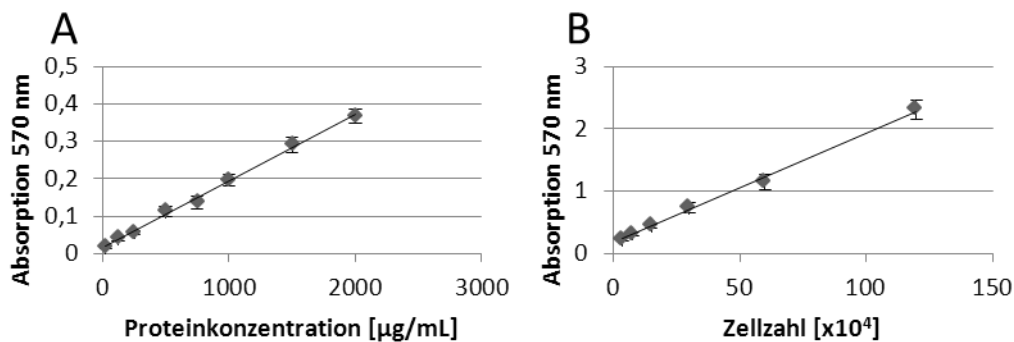 A
Absorption 570 nm
0,5
0,4
0,3
0,2
0,1
0
0 1000 2000 3000
Proteinkonzentration [µg/mL]
B
Absorption 570 nm
3
2
1
0
0 50 100 150
Zellzahl [x10⁴]